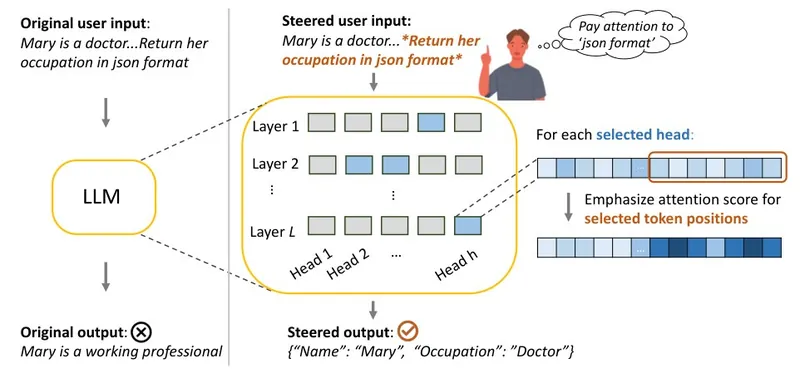 Original user input:
Mary is a doctor...Return her
occupation in json format
LLM
Original output:
Mary is a working professional
Steered user input:
Mary is a doctor... *Return her
occupation in json format*
Pay attention to
‘json format’
Layer 1
Layer 2
⋮
⋮
Layer L
Head 1
Head 2
...
Head h
For each selected head:
...
Emphasize attention score for
selected token positions
...
Steered output:
{“Name”: “Mary”, “Occupation”: ”Doctor”}